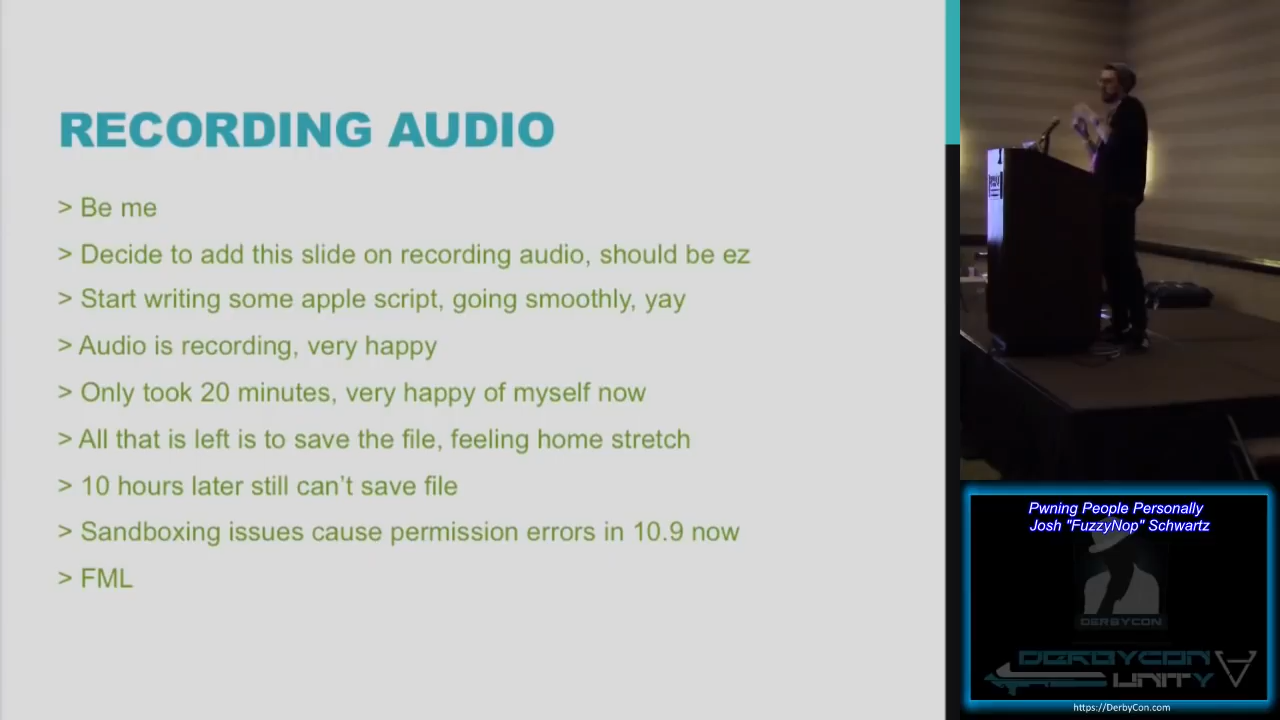 RECORDING AUDIO
> Be me
> Decide to add this slide on recording audio, should be ez
> Start writing some apple script, going smoothly, yay
> Audio is recording, very happy
> Only took 20 minutes, very happy of myself now
> All that is left is to save the file, feeling home stretch
> 10 hours later still can’t save file
> Sandboxing issues cause permission errors in 10.9 now
> FML
Pwning People Personally
Josh "FuzzyNop" Schwartz
DERBYCON
DERBYCON
UNITY
https://DerbyCon.com